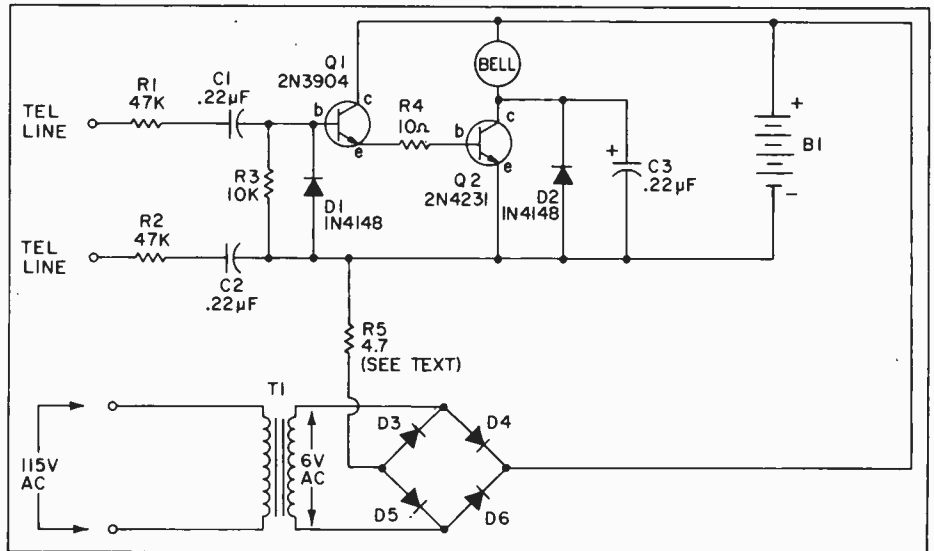 TEL
LINE
R1
47K
C1
.22µF
Q1
2N3904
b
c
e
R3
10K
D1
1N4148
R4
10Ω
BELL
b
c
e
Q2
2N4231
D2
1N4148
+
C3
.22µF
+
B1
-
TEL
LINE
R2
47K
C2
.22µF
R5
4.7
(SEE TEXT)
T1
115V
AC
6V
AC
D3
D4
D5
D6